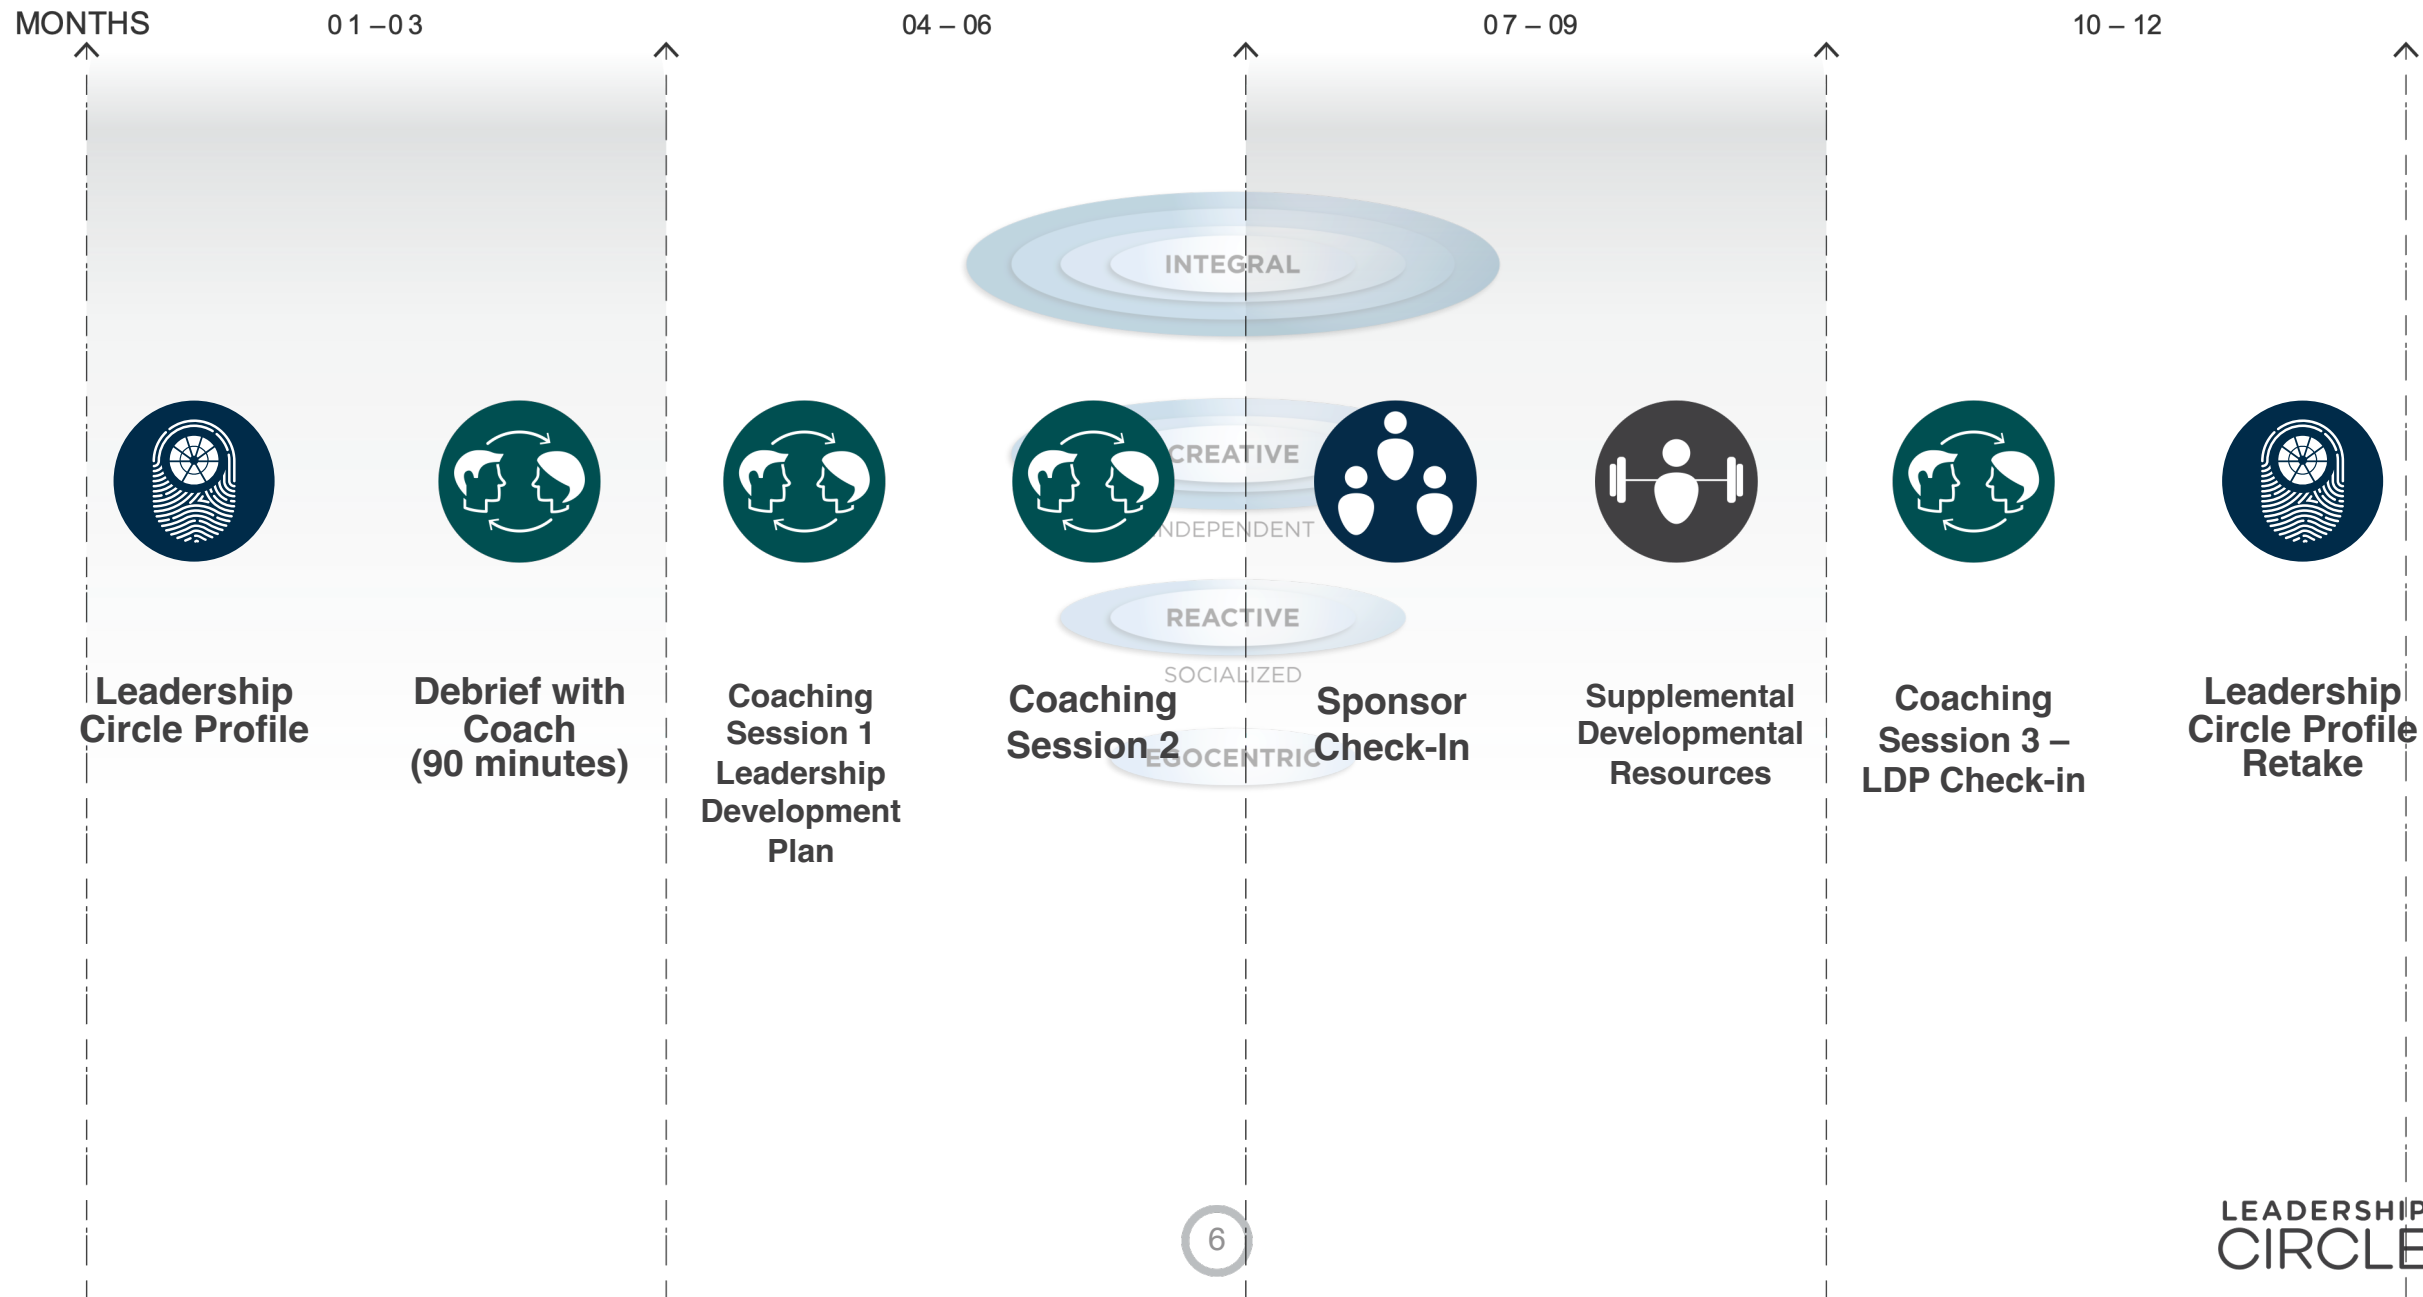 MONTHS
01–03
04 – 06
07 – 09
10 – 12
INTEGRAL
CREATIVE
INDEPENDENT
REACTIVE
SOCIALIZED
EGOCENTRIC
Leadership
Circle Profile
Debrief with
Coach
(90 minutes)
Coaching
Session 1
Leadership
Development
Plan
Coaching
Session 2
Sponsor
Check-In
Supplemental
Developmental
Resources
Coaching
Session 3 –
LDP Check-in
Leadership
Circle Profile
Retake
6
LEADERSHIP
CIRCLE